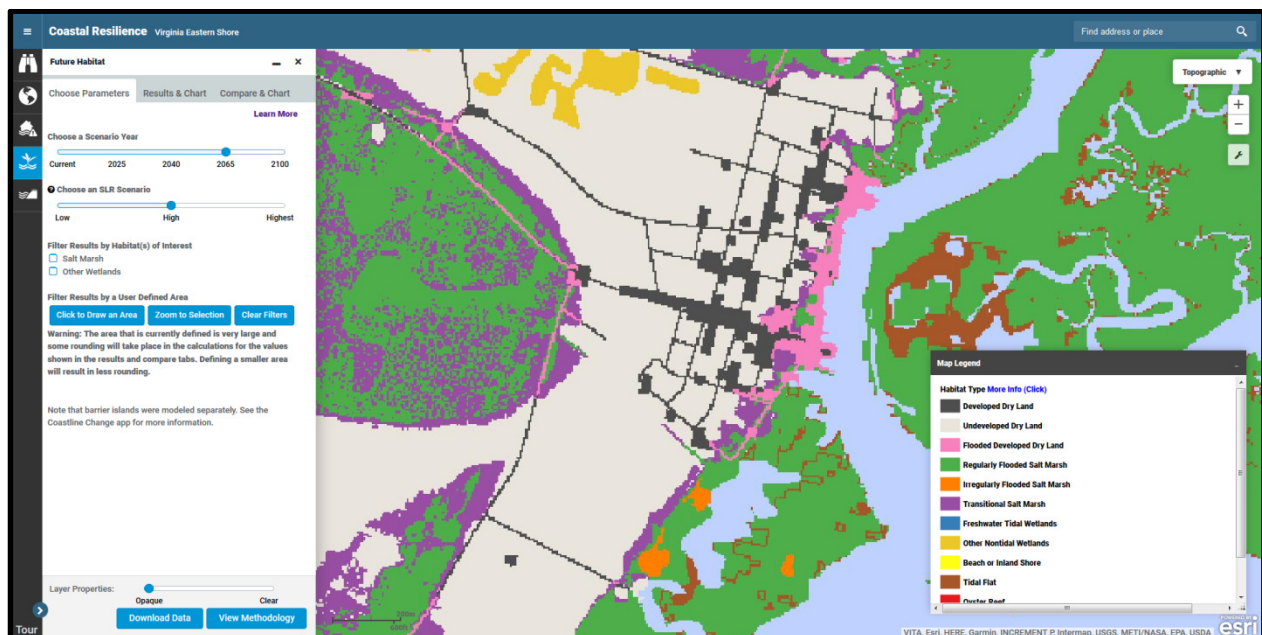 Coastal Resilience Virginia Eastern Shore
Find address or place
Future Habitat
Choose Parameters Results & Chart Compare & Chart
Learn More
Choose a Scenario Year
Current 2025 2040 2065 2100
Choose an SLR Scenario
Low High Highest
Filter Results by Habitat(s) of Interest
Salt Marsh
Other Wetlands
Filter Results by a User Defined Area
Click to Draw an Area Zoom to Selection Clear Filters
Warning: The area that is currently defined is very large and
some rounding will take place in the calculations for the values
shown in the results and compare tabs. Defining a smaller area
will result in less rounding.
Note that barrier islands were modeled separately. See the
Coastline Change app for more information.
Layer Properties:
Opaque Clear
Download Data View Methodology
Tour
Topographic
+
−
Map Legend
Habitat Type More Info (Click)
Developed Dry Land
Undeveloped Dry Land
Flooded Developed Dry Land
Regularly Flooded Salt Marsh
Irregularly Flooded Salt Marsh
Transitional Salt Marsh
Freshwater Tidal Wetlands
Other Nontidal Wetlands
Beach or Inland Shore
Tidal Flat
Oyster Reef
VITA, Esri, HERE, Garmin, INCREMENT P, Intermap, USGS, METI/NASA, EPA, USDA
POWERED BY
esri